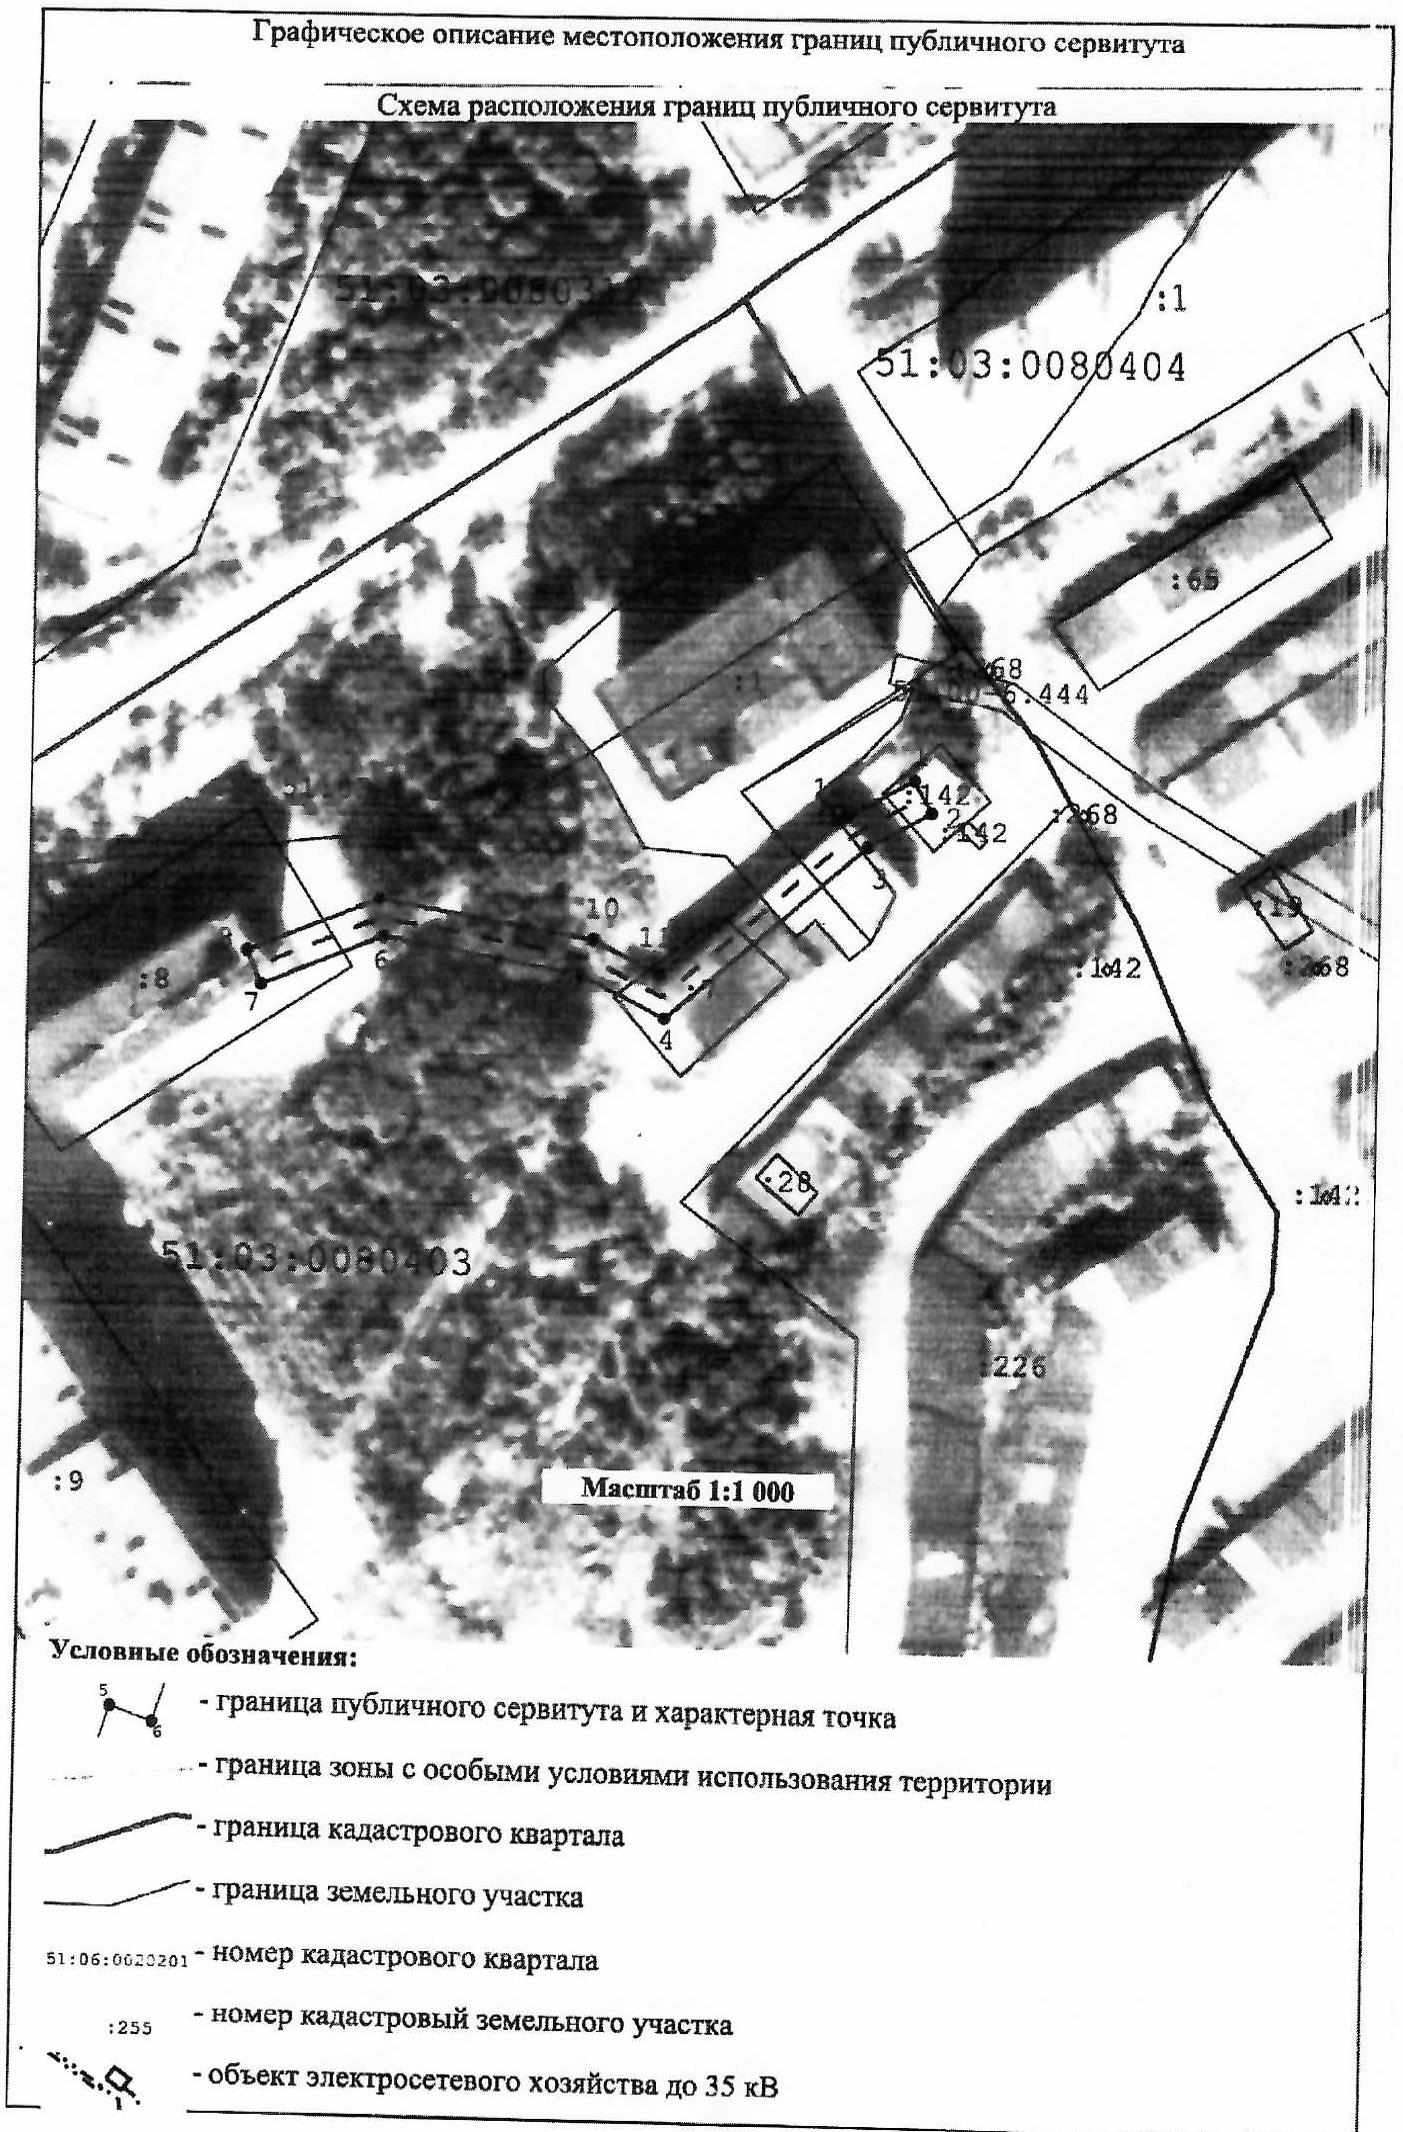 Графическое описание местоположения границ публичного сервитута
Схема расположения границ публичного сервитута
:1
51:03:0080404
:65
:1
68
6.444
1
:142
2
:142
:268
3
10
11
:19
:8
6
7
:142
:268
4
:28
51:03:0080403
:226
:9
Масштаб 1:1 000
Условные обозначения:
5
6
- граница публичного сервитута и характерная точка
- граница зоны с особыми условиями использования территории
- граница кадастрового квартала
- граница земельного участка
51:06:0020201 - номер кадастрового квартала
:255 - номер кадастровый земельного участка
- объект электросетевого хозяйства до 35 кВ